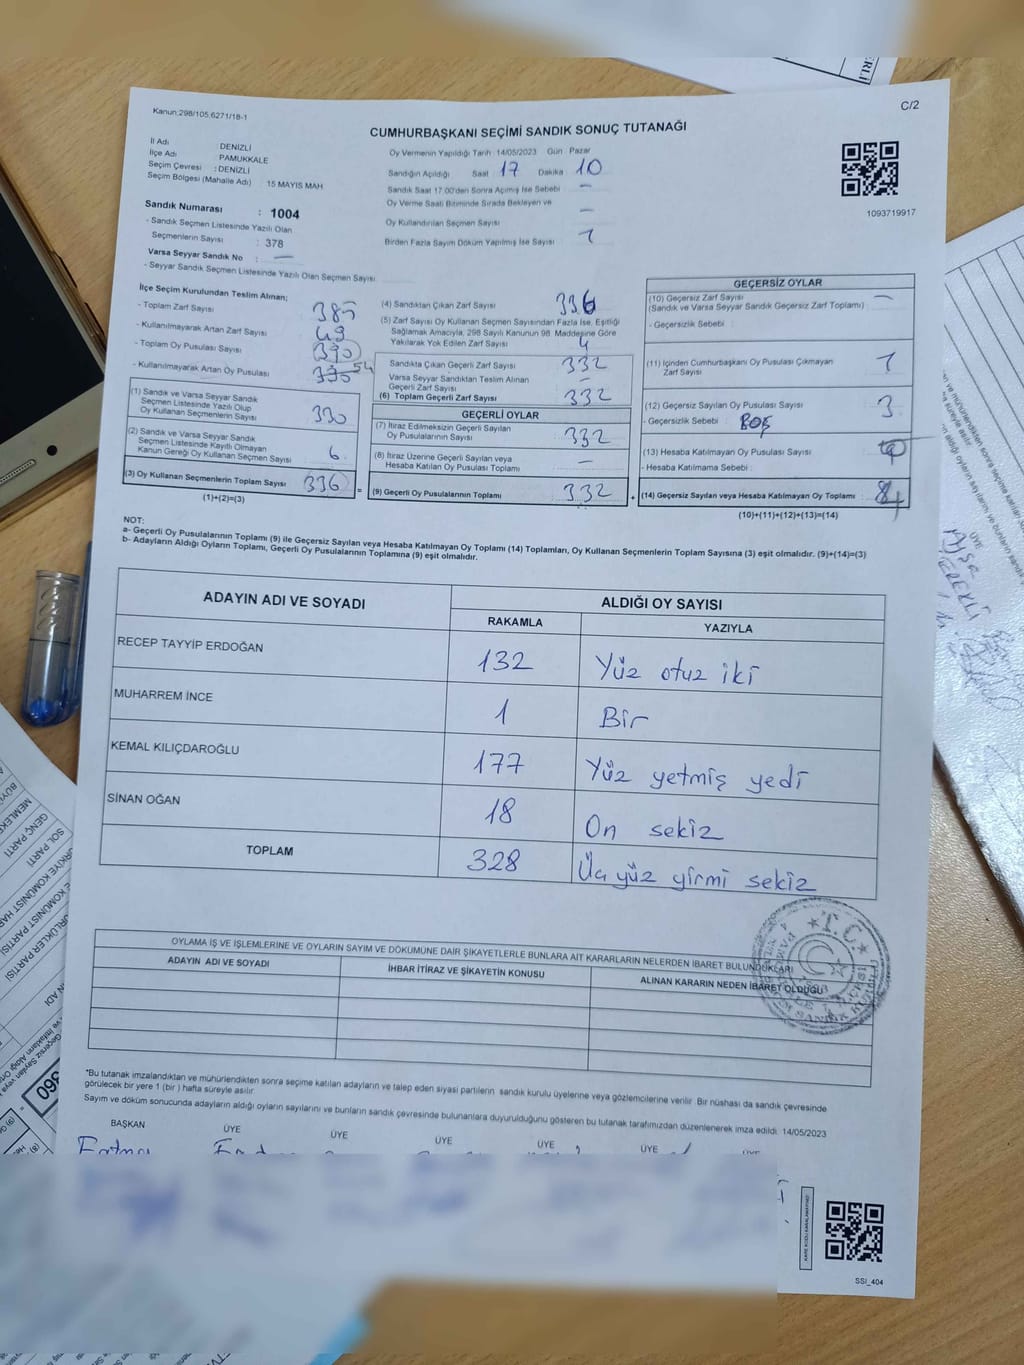 Kanun:298/105,6271/18-1
C/2
CUMHURBAŞKANI SEÇİMİ SANDIK SONUÇ TUTANAĞI
İl Adı DENİZLİ
İlçe Adı PAMUKKALE
Seçim Çevresi : DENİZLİ
Seçim Bölgesi (Mahalle Adı) 15 MAYIS MAH
Oy Vermenin Yapıldığı Tarih :14/05/2023 Gün Pazar
Sandığın Açıldığı Saat 17 Dakika 10
Sandık Saat 17:00'den Sonra Açılmış İse Sebebi –
Oy Verme Saati Bitiminde Sırada Bekleyen ve
Oy Kullandırılan Seçmen Sayısı –
Birden Fazla Sayım Döküm Yapılmış İse Sayısı 1
1093719917
Sandık Numarası : 1004
- Sandık Seçmen Listesinde Yazılı Olan
Seçmenlerin Sayısı : 378
Varsa Seyyar Sandık No : –
- Seyyar Sandık Seçmen Listesinde Yazılı Olan Seçmen Sayısı
İlçe Seçim Kurulundan Teslim Alınan;
- Toplam Zarf Sayısı 385
- Kullanılmayarak Artan Zarf Sayısı 49
- Toplam Oy Pusulası Sayısı 390
- Kullanılmayarak Artan Oy Pusulası 54
(1) Sandık ve Varsa Seyyar Sandık
Seçmen Listesinde Yazılı Olup
Oy Kullanan Seçmenlerin Sayısı 330
(2) Sandık ve Varsa Seyyar Sandık
Seçmen Listesinde Kayıtlı Olmayan
Kanun Gereği Oy Kullanan Seçmen Sayısı 6
(3) Oy Kullanan Seçmenlerin Toplam Sayısı 336
(1)+(2)=(3)
(4) Sandıktan Çıkan Zarf Sayısı 336
(5) Zarf Sayısı Oy Kullanan Seçmen Sayısından Fazla İse, Eşitliği
Sağlamak Amacıyla, 298 Sayılı Kanunun 98. Maddesine Göre
Yakılarak Yok Edilen Zarf Sayısı 4
Sandıkta Çıkan Geçerli Zarf Sayısı 332
Varsa Seyyar Sandıktan Teslim Alınan
Geçerli Zarf Sayısı –
(6) Toplam Geçerli Zarf Sayısı 332
GEÇERLİ OYLAR
(7) İtiraz Edilmeksizin Geçerli Sayılan
Oy Pusulalarının Sayısı 332
(8) İtiraz Üzerine Geçerli Sayılan veya
Hesaba Katılan Oy Pusulası Toplamı –
(9) Geçerli Oy Pusulalarının Toplamı 332
GEÇERSİZ OYLAR
(10) Geçersiz Zarf Sayısı –
(Sandık ve Varsa Seyyar Sandık Geçersiz Zarf Toplamı)
- Geçersizlik Sebebi :
(11) İçinden Cumhurbaşkanı Oy Pusulası Çıkmayan
Zarf Sayısı 1
(12) Geçersiz Sayılan Oy Pusulası Sayısı 3
- Geçersizlik Sebebi : BOŞ
(13) Hesaba Katılmayan Oy Pusulası Sayısı
- Hesaba Katılmama Sebebi :
(14) Geçersiz Sayılan veya Hesaba Katılmayan Oy Toplamı
(10)+(11)+(12)+(13)=(14)
NOT:
a- Geçerli Oy Pusulalarının Toplamı (9) ile Geçersiz Sayılan veya Hesaba Katılmayan Oy Toplamı (14) Toplamları, Oy Kullanan Seçmenlerin Toplam Sayısına (3) eşit olmalıdır. (9)+(14)=(3)
b- Adayların Aldığı Oyların Toplamı, Geçerli Oy Pusulalarının Toplamına (9) eşit olmalıdır.
ADAYIN ADI VE SOYADI ALDIĞI OY SAYISI
RAKAMLA YAZIYLA
RECEP TAYYİP ERDOĞAN 132 Yüz otuz iki
MUHARREM İNCE 1 Bir
KEMAL KILIÇDAROĞLU 177 Yüz yetmiş yedi
SİNAN OĞAN 18 On sekiz
TOPLAM 328 Üç yüz yirmi sekiz
OYLAMA İŞ VE İŞLEMLERİNE VE OYLARIN SAYIM VE DÖKÜMÜNE DAİR ŞİKAYETLERLE BUNLARA AİT KARARLARIN NELERDEN İBARET BULUNDUKLARI
ADAYIN ADI VE SOYADI İHBAR İTİRAZ VE ŞİKAYETİN KONUSU ALINAN KARARIN NEDEN İBARET OLDUĞU
T.C.
*Bu tutanak imzalandıktan ve mühürlendikten sonra seçime katılan adayların ve talep eden siyasi partilerin sandık kurulu üyelerine veya gözlemcilerine verilir. Bir nüshası da sandık çevresinde
görülecek bir yere 1 (bir ) hafta süreyle asılır.
Sayım ve döküm sonucunda adayların aldığı oyların sayılarını ve bunların sandık çevresinde bulunanlara duyurulduğunu gösteren bu tutanak tarafımızdan düzenlenerek imza edildi. 14/05/2023
BAŞKAN ÜYE ÜYE ÜYE ÜYE ÜYE ÜYE
SSI_404
GENÇ PARTİ
SOL PARTİ
360
ÜYE